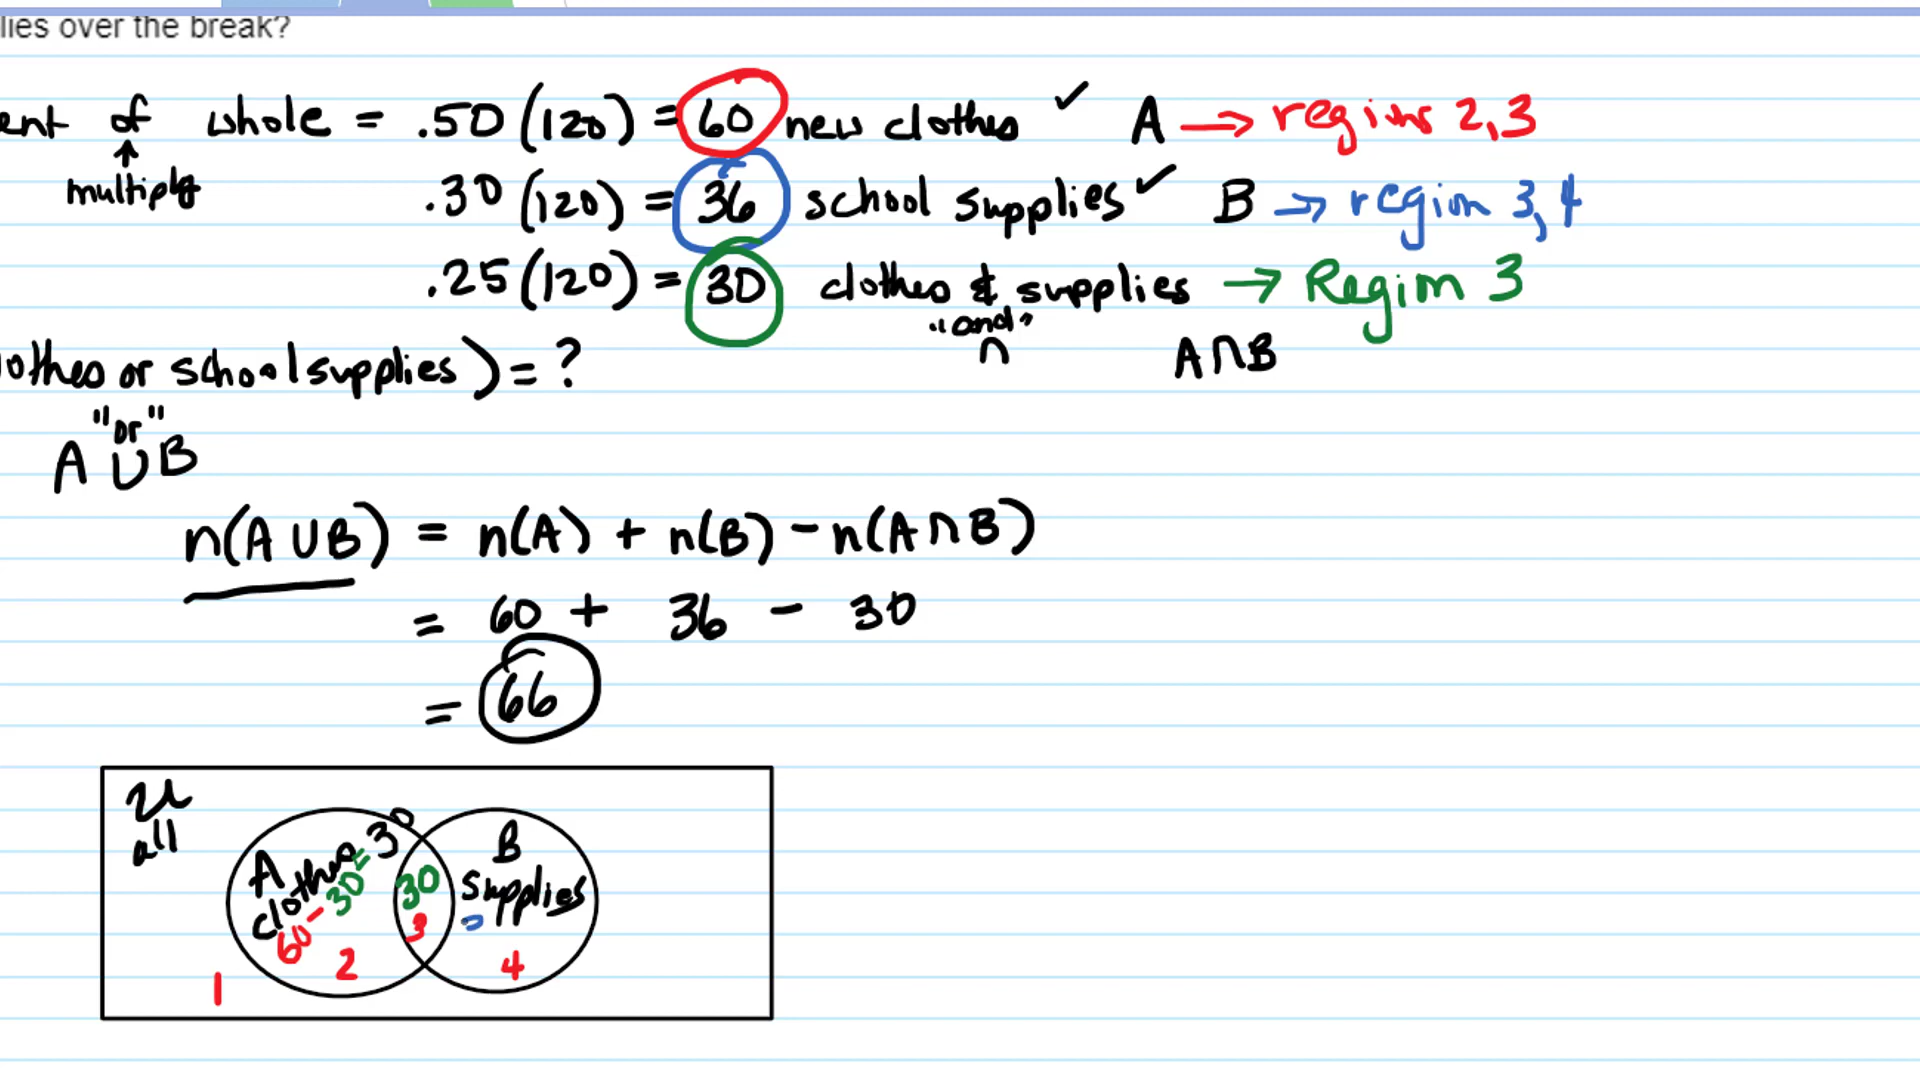 lies over the break?
ent of whole = .50 (120) = 60 new clothes ✓ A → regions 2,3
↑
multiply
.30 (120) = 36 school supplies ✓ B → region 3, 4
.25 (120) = 30 clothes & supplies → Region 3
"and"
∩ A∩B
othes or school supplies) = ?
"or"
A ∪ B
n(A ∪ B) = n(A) + n(B) - n(A ∩ B)
= 60 + 36 - 30
= 66
U
all
A
clothes
60 - 30 = 30
30
B
supplies
=
1
2
3
4